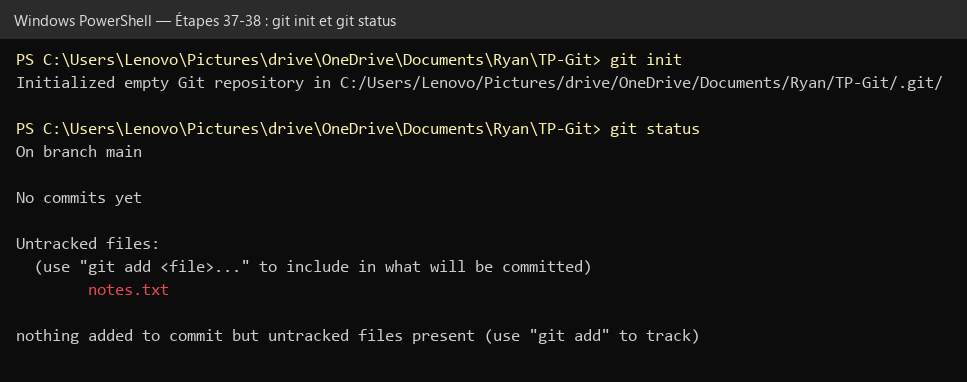 Windows PowerShell — Étapes 37-38 : git init et git status
PS C:\Users\Lenovo\Pictures\drive\OneDrive\Documents\Ryan\TP-Git> git init
Initialized empty Git repository in C:/Users/Lenovo/Pictures/drive/OneDrive/Documents/Ryan/TP-Git/.git/
PS C:\Users\Lenovo\Pictures\drive\OneDrive\Documents\Ryan\TP-Git> git status
On branch main
No commits yet
Untracked files:
(use "git add <file>..." to include in what will be committed)
notes.txt
nothing added to commit but untracked files present (use "git add" to track)